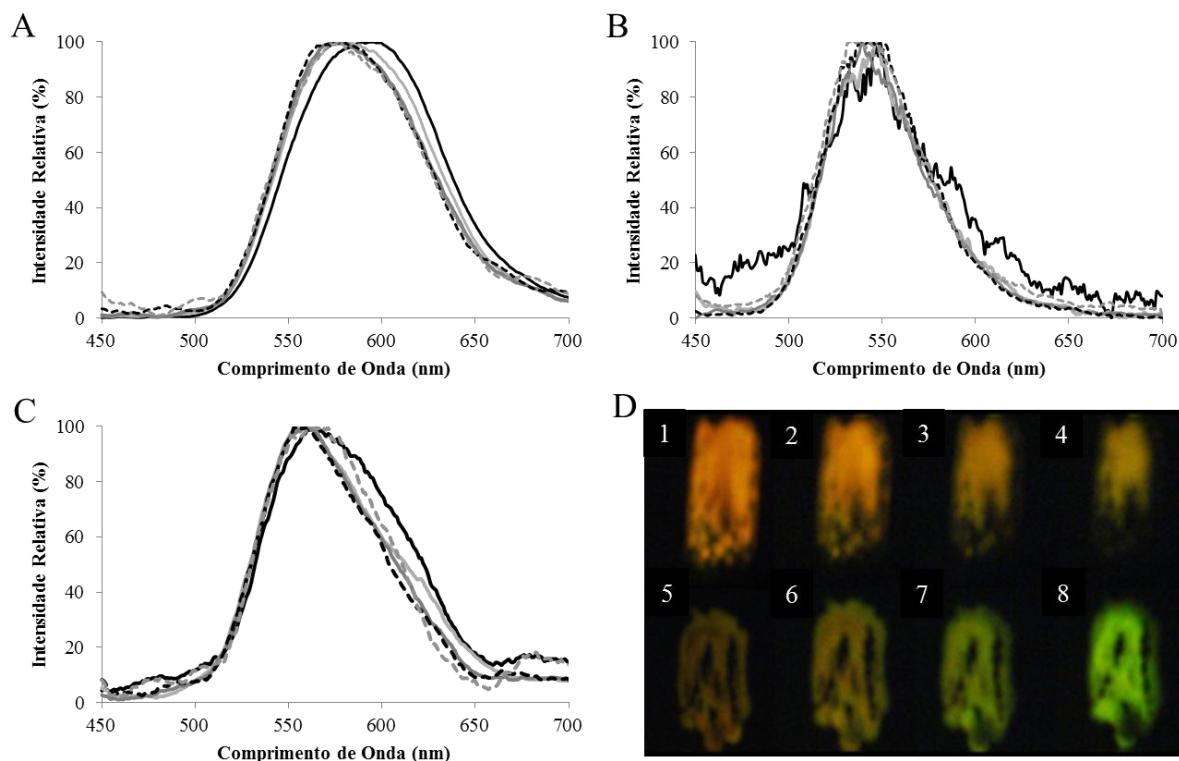 A
Intensidade Relativa (%)
100
80
60
40
20
0
450 500 550 600 650 700
Comprimento de Onda (nm)
B
Intensidade Relativa (%)
100
80
60
40
20
0
450 500 550 600 650 700
Comprimento de Onda (nm)
C
Intensidade Relativa (%)
100
80
60
40
20
0
450 500 550 600 650 700
Comprimento de Onda (nm)
D
1 2 3 4
5 6 7 8